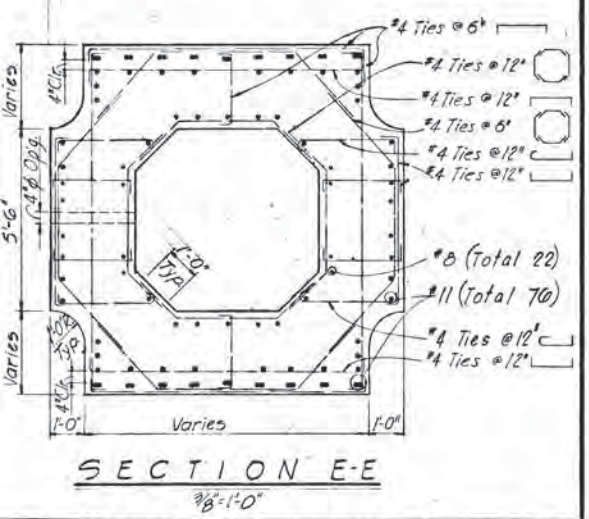 #4 Ties @ 6"
#4 Ties @ 12"
#4 Ties @ 12"
#4 Ties @ 6"
#4 Ties @ 12"
#4 Ties @ 12"
#8 (Total 22)
#11 (Total 76)
#4 Ties @ 12"
#4 Ties @ 12"
Varies
4" Clr.
4" φ Opg.
5'-6"
1'-0"
Typ.
1'-0" R
Typ.
Varies
4" Clr.
1'-0"
Varies
1'-0"
SECTION E-E
3/8"=1'-0"